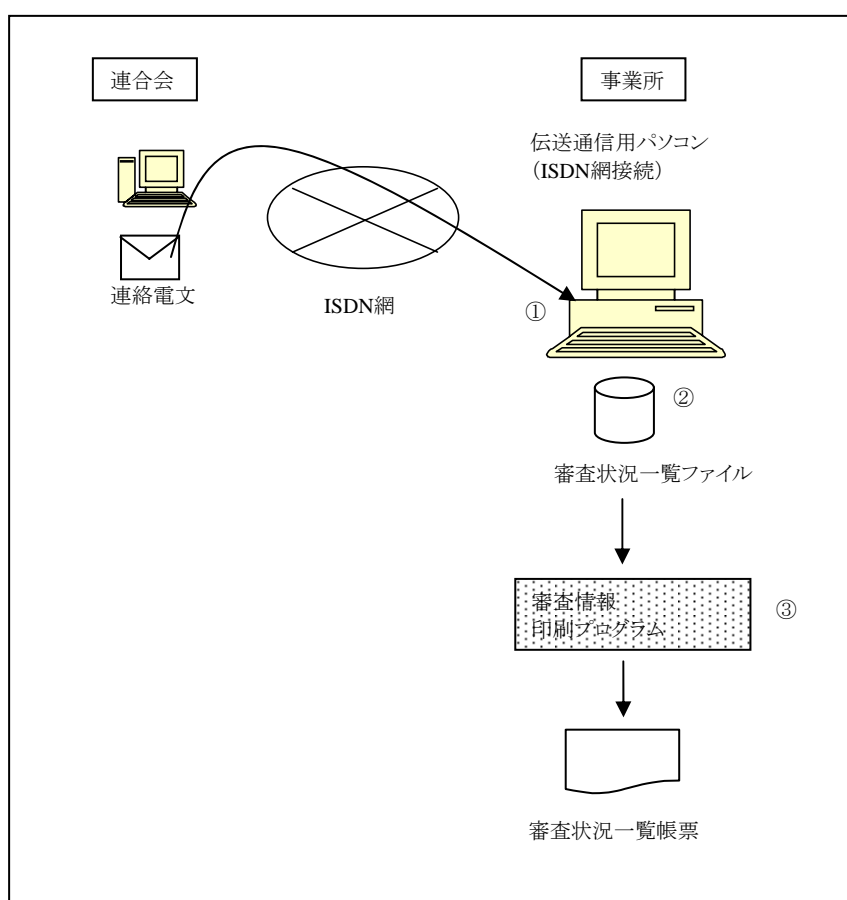 連合会
事業所
伝送通信用パソコン
（ISDN網接続）
連絡電文
ISDN網
①
②
審査状況一覧ファイル
審査情報
印刷プログラム
③
審査状況一覧帳票